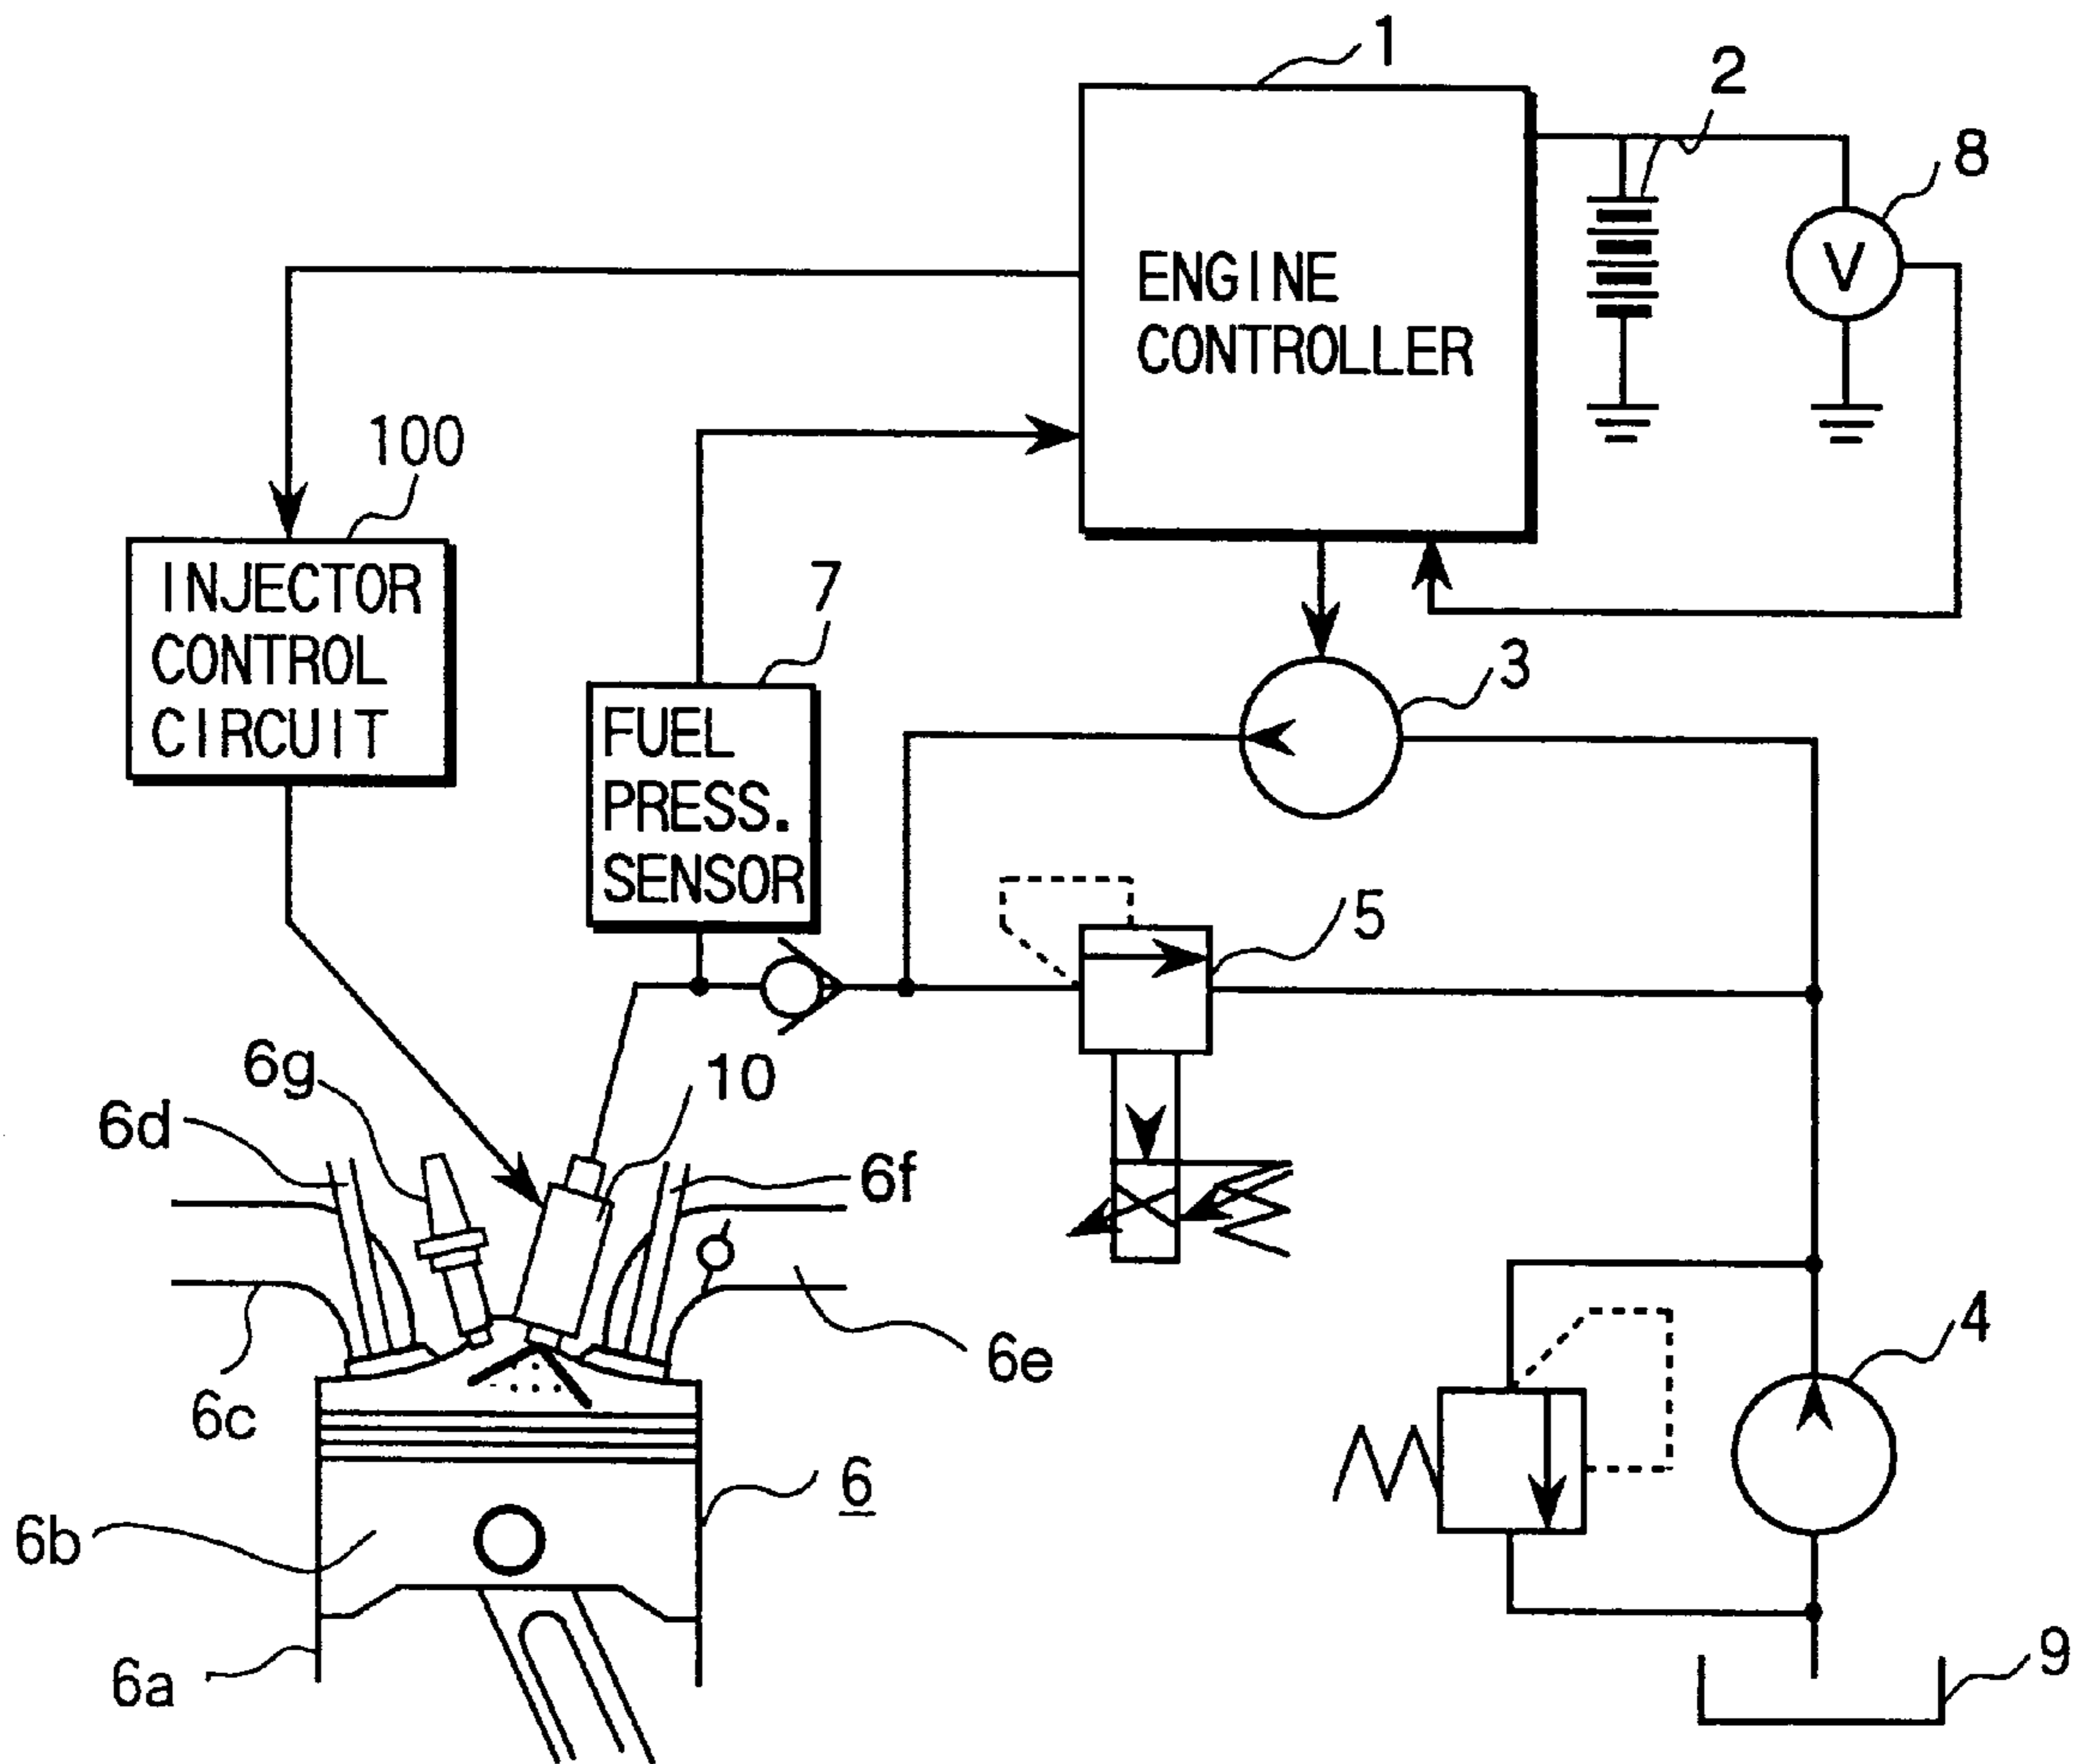 1
2
8
ENGINE
CONTROLLER
V
100
INJECTOR
CONTROL
CIRCUIT
7
FUEL
PRESS.
SENSOR
3
5
6g
10
6d
6f
6c
6e
4
6
6b
6a
9